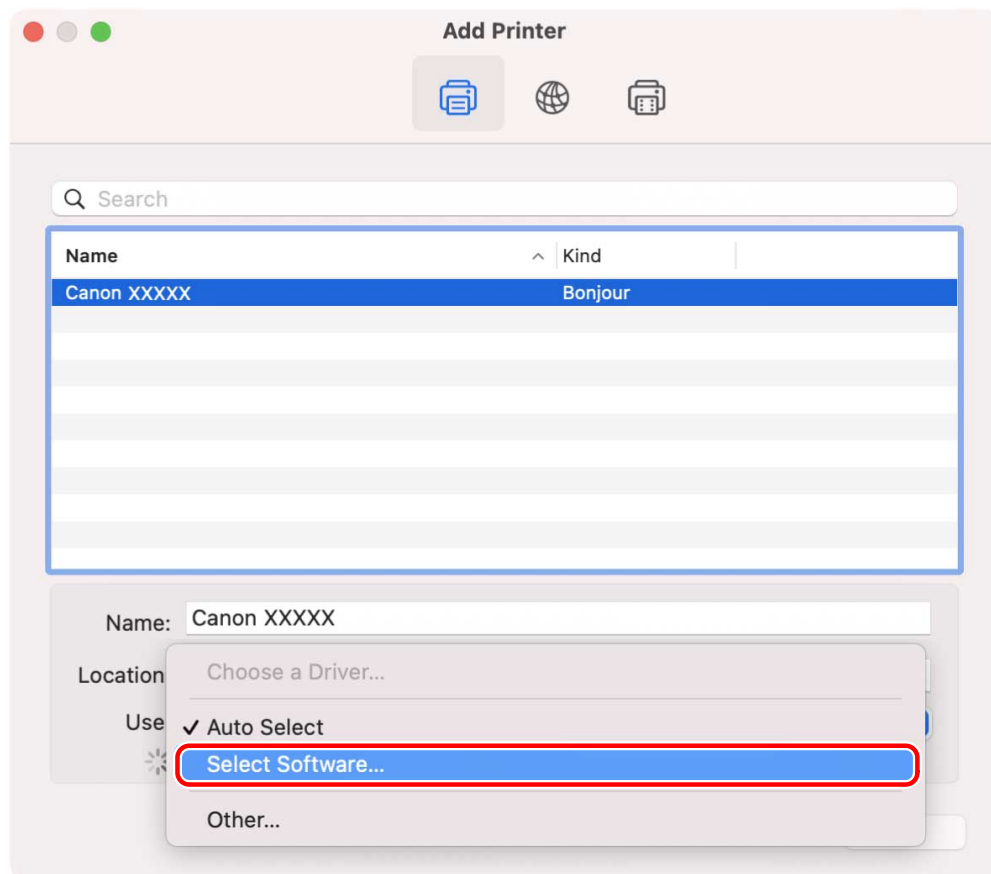 Add Printer
Search
Name Kind
Canon XXXXX Bonjour
Name: Canon XXXXX
Location
Choose a Driver...
Use
✓ Auto Select
Select Software...
Other...